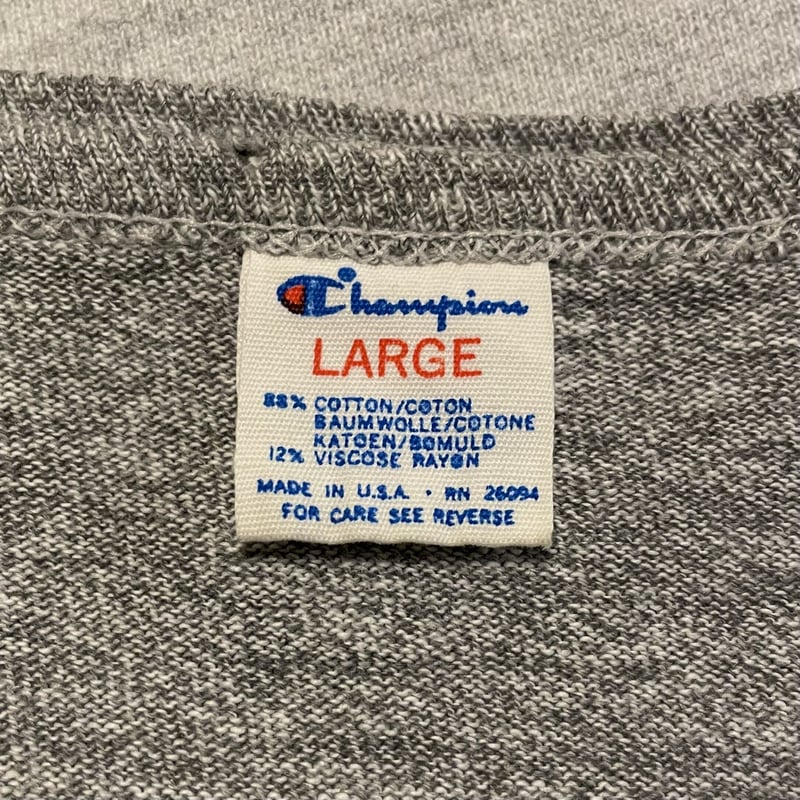 Champion
LARGE
88% COTTON/COTON
BAUMWOLLE/COTONE
KATOEN/BOMULD
12% VISCOSE RAYON
MADE IN U.S.A. • RN 26094
FOR CARE SEE REVERSE